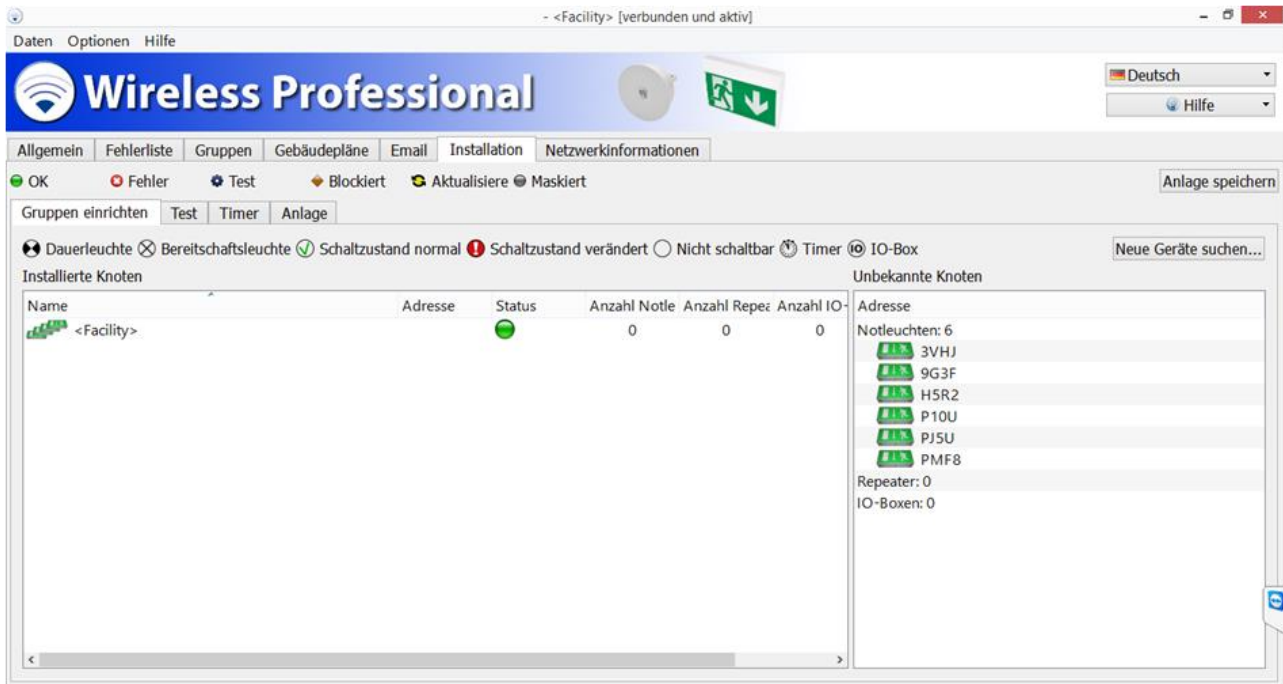 - <Facility> [verbunden und aktiv]
Daten Optionen Hilfe
Wireless Professional
Deutsch
Hilfe
Allgemein Fehlerliste Gruppen Gebäudepläne Email Installation Netzwerkinformationen
OK Fehler Test Blockiert Aktualisiere Maskiert Anlage speichern
Gruppen einrichten Test Timer Anlage
Dauerleuchte Bereitschaftsleuchte Schaltzustand normal Schaltzustand verändert Nicht schaltbar Timer IO IO-Box Neue Geräte suchen...
Installierte Knoten Unbekannte Knoten
Name Adresse Status Anzahl Notle Anzahl Repea Anzahl IO- Adresse
<Facility> 0 0 0 Notleuchten: 6
3VHJ
9G3F
H5R2
P10U
PJ5U
PMF8
Repeater: 0
IO-Boxen: 0